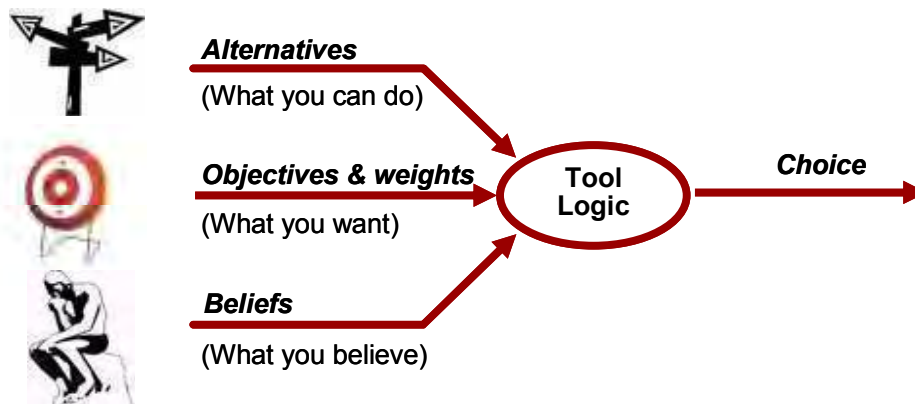 Alternatives
(What you can do)
Objectives & weights
(What you want)
Beliefs
(What you believe)
Tool
Logic
Choice